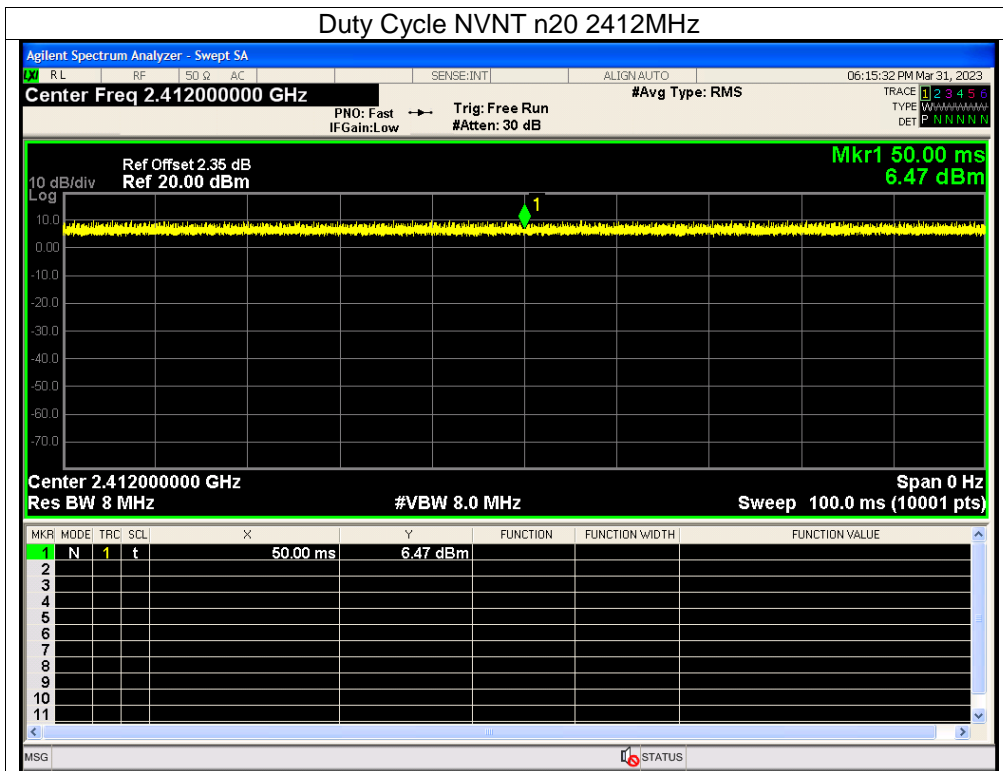 Duty Cycle NVNT n20 2412MHz
Agilent Spectrum Analyzer - Swept SA
LXI RL RF 50 Ω AC SENSE:INT ALIGN AUTO 06:15:32 PM Mar 31, 2023
Center Freq 2.412000000 GHz #Avg Type: RMS TRACE 1 2 3 4 5 6
PNO: Fast Trig: Free Run TYPE WWWWWW
IFGain:Low #Atten: 30 dB DET P N N N N N
Mkr1 50.00 ms
Ref Offset 2.35 dB
10 dB/div Ref 20.00 dBm 6.47 dBm
Log
1
10.0
0.00
-10.0
-20.0
-30.0
-40.0
-50.0
-60.0
-70.0
Center 2.412000000 GHz Span 0 Hz
Res BW 8 MHz #VBW 8.0 MHz Sweep 100.0 ms (10001 pts)
MKR MODE TRC SCL X Y FUNCTION FUNCTION WIDTH FUNCTION VALUE
1 N 1 t 50.00 ms 6.47 dBm
2
3
4
5
6
7
8
9
10
11
MSG STATUS